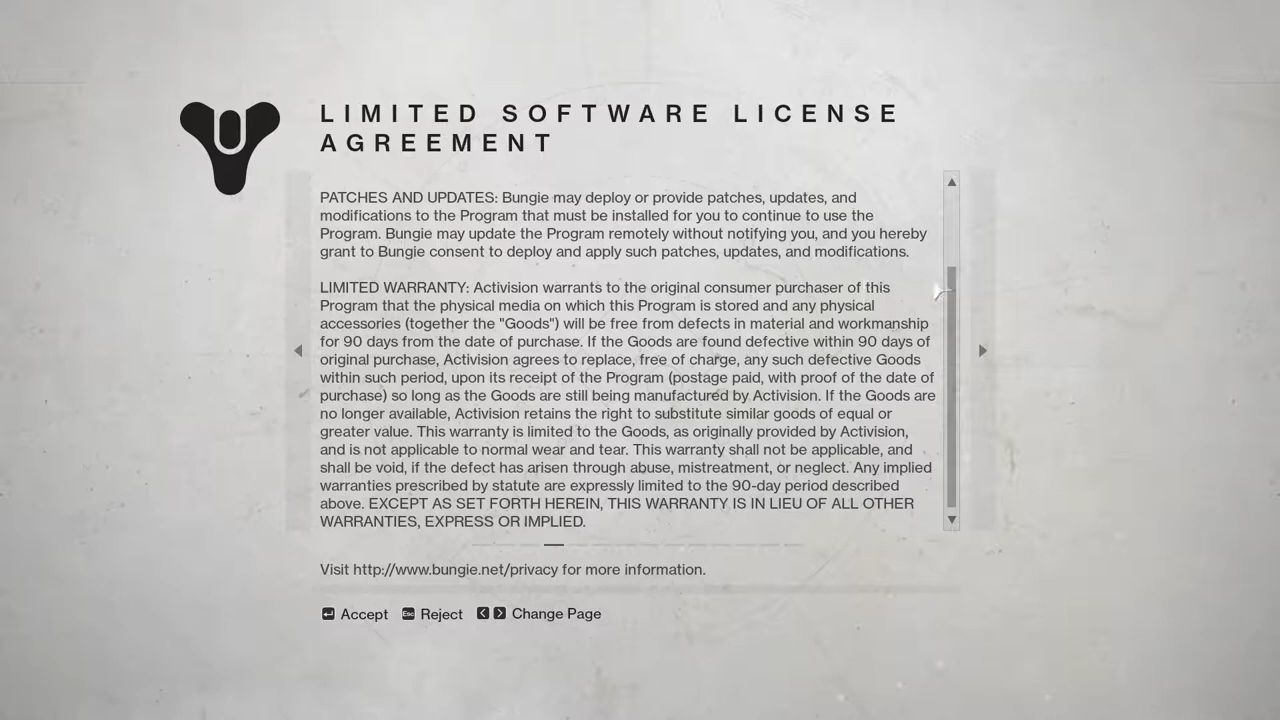 LIMITED SOFTWARE LICENSE
AGREEMENT
PATCHES AND UPDATES: Bungie may deploy or provide patches, updates, and
modifications to the Program that must be installed for you to continue to use the
Program. Bungie may update the Program remotely without notifying you, and you hereby
grant to Bungie consent to deploy and apply such patches, updates, and modifications.
LIMITED WARRANTY: Activision warrants to the original consumer purchaser of this
Program that the physical media on which this Program is stored and any physical
accessories (together the "Goods") will be free from defects in material and workmanship
for 90 days from the date of purchase. If the Goods are found defective within 90 days of
original purchase, Activision agrees to replace, free of charge, any such defective Goods
within such period, upon its receipt of the Program (postage paid, with proof of the date of
purchase) so long as the Goods are still being manufactured by Activision. If the Goods are
no longer available, Activision retains the right to substitute similar goods of equal or
greater value. This warranty is limited to the Goods, as originally provided by Activision,
and is not applicable to normal wear and tear. This warranty shall not be applicable, and
shall be void, if the defect has arisen through abuse, mistreatment, or neglect. Any implied
warranties prescribed by statute are expressly limited to the 90-day period described
above. EXCEPT AS SET FORTH HEREIN, THIS WARRANTY IS IN LIEU OF ALL OTHER
WARRANTIES, EXPRESS OR IMPLIED.
Visit http://www.bungie.net/privacy for more information.
Accept Esc Reject Change Page